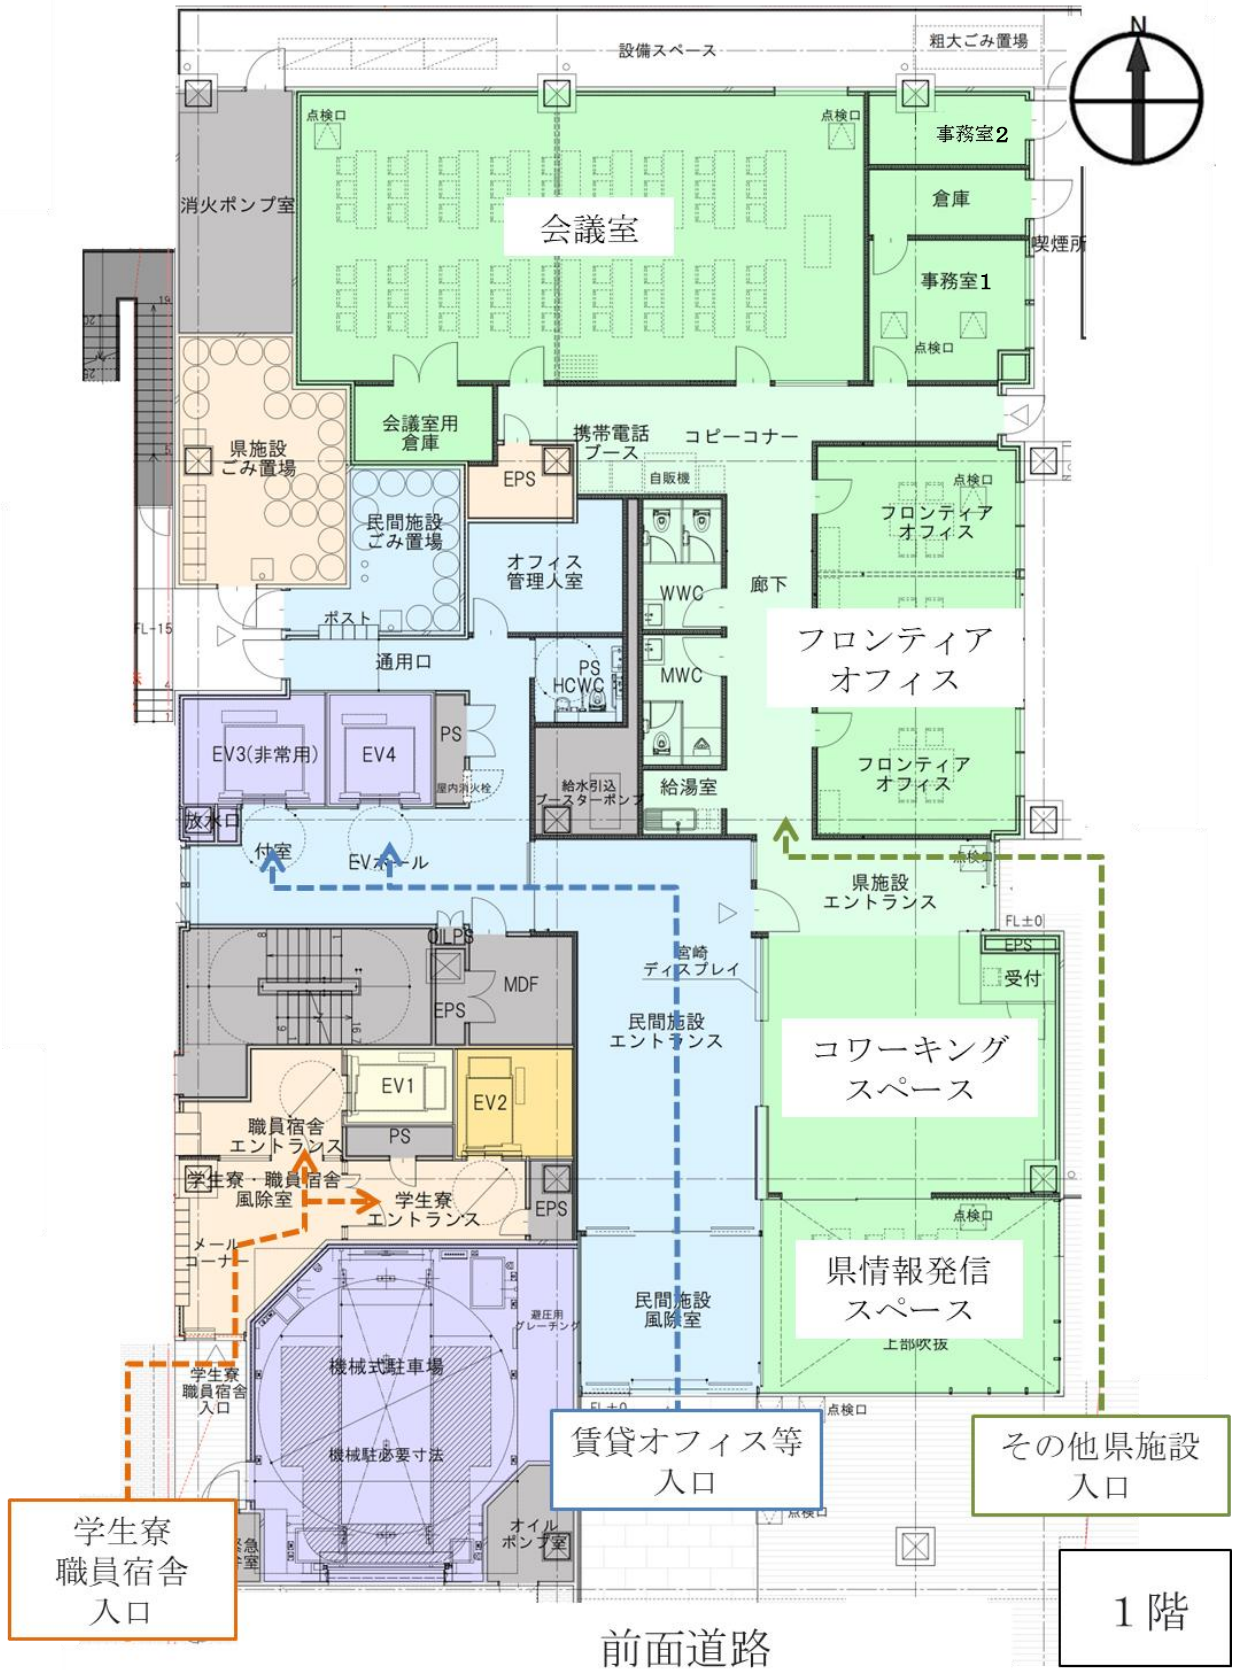 設備スペース
粗大ごみ置場
N
点検口
点検口
事務室2
消火ポンプ室
会議室
倉庫
喫煙所
事務室1
点検口
19
20
25
会議室用
倉庫
県施設
ごみ置場
携帯電話
ブース
コピーコーナー
自販機
EPS
点検口
フロンティア
オフィス
民間施設
ごみ置場
オフィス
管理人室
WWC
廊下
ポスト
FL-15
通用口
PS
HCWC
MWC
フロンティア
オフィス
EV3(非常用)
EV4
PS
屋内消火栓
給水引込
ブースターポンプ
給湯室
フロンティア
オフィス
放水口
付室
EVホール
点検口
県施設
エントランス
FL±0
EPS
受付
OILPS
MDF
EPS
宮崎
ディスプレイ
民間施設
エントランス
コワーキング
スペース
EV1
EV2
PS
職員宿舎
エントランス
学生寮・職員宿舎
風除室
学生寮
エントランス
EPS
メール
コーナー
点検口
県情報発信
スペース
上部吹抜
民間施設
風除室
避圧用
グレーチング
機械式駐車場
学生寮
職員宿舎
入口
機械駐必要寸法
FL±0
点検口
賃貸オフィス等
入口
その他県施設
入口
点検口
オイル
ポンプ室
学生寮
職員宿舎
入口
1階
前面道路